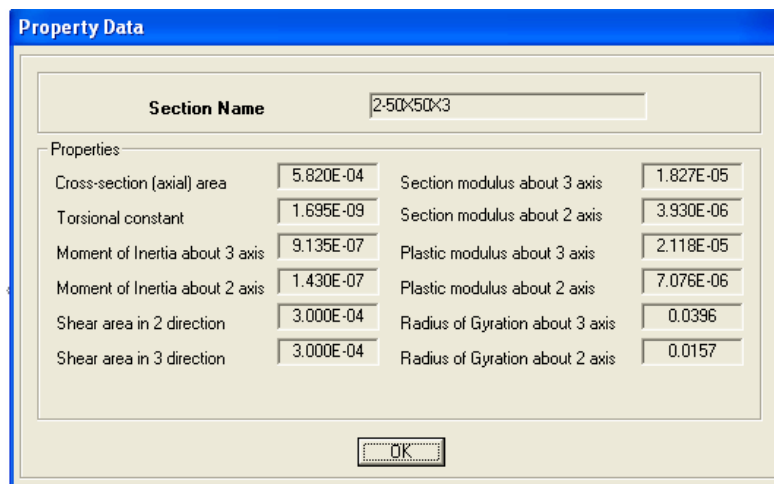 Property Data
Section Name 2-50X50X3
Properties
Cross-section (axial) area 5.820E-04 Section modulus about 3 axis 1.827E-05
Torsional constant 1.695E-09 Section modulus about 2 axis 3.930E-06
Moment of Inertia about 3 axis 9.135E-07 Plastic modulus about 3 axis 2.118E-05
Moment of Inertia about 2 axis 1.430E-07 Plastic modulus about 2 axis 7.076E-06
Shear area in 2 direction 3.000E-04 Radius of Gyration about 3 axis 0.0396
Shear area in 3 direction 3.000E-04 Radius of Gyration about 2 axis 0.0157
OK